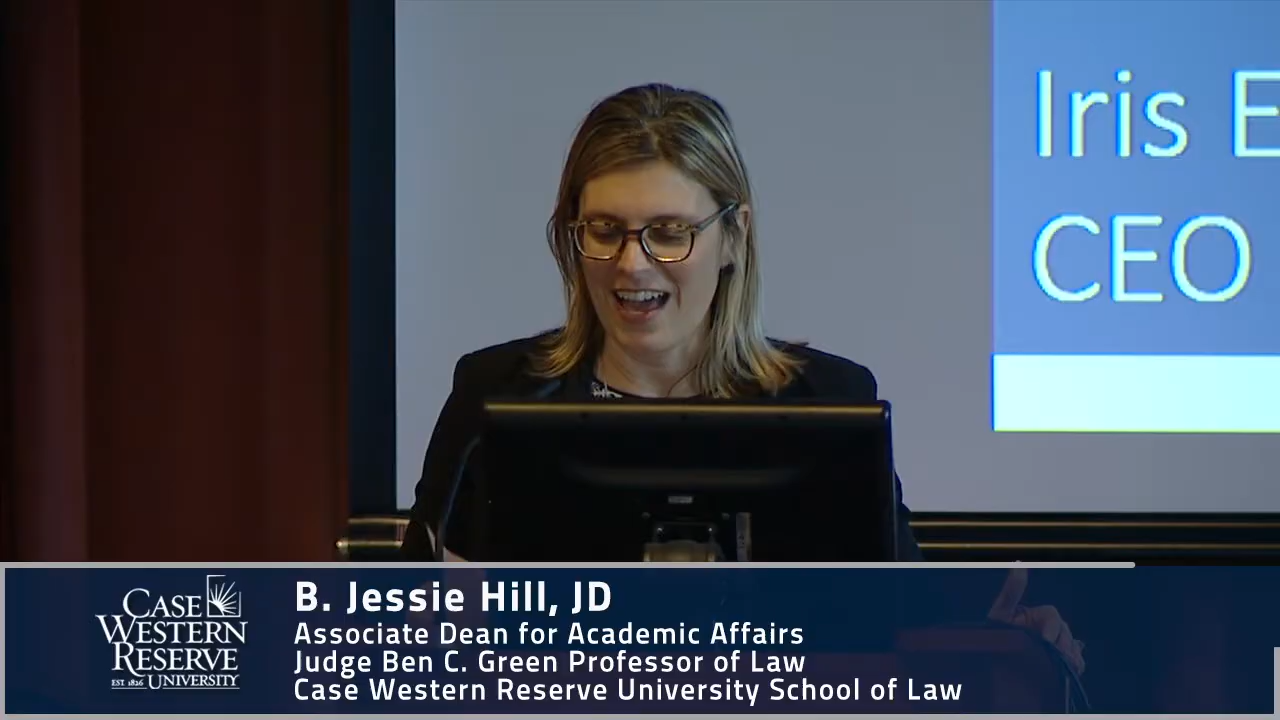 Iris E
CEO
CASE
WESTERN
RESERVE
EST. 1826 UNIVERSITY
B. Jessie Hill, JD
Associate Dean for Academic Affairs
Judge Ben C. Green Professor of Law
Case Western Reserve University School of Law